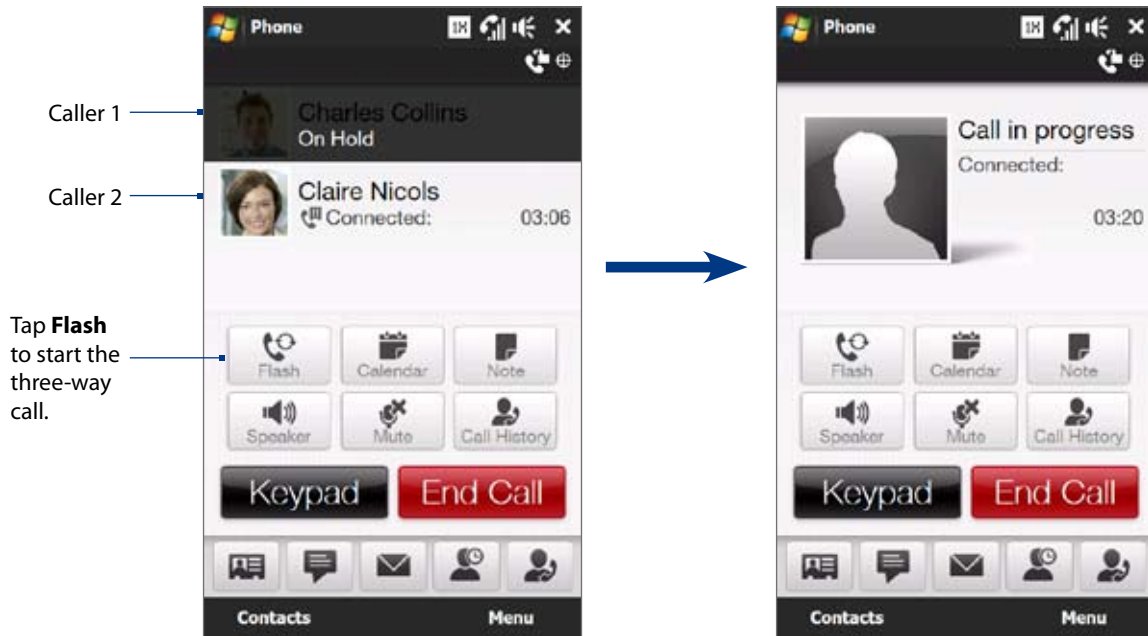 Phone
1X
Caller 1
Charles Collins
On Hold
Caller 2
Claire Nicols
Connected:
03:06
Tap Flash
to start the
three-way
call.
Flash
Calendar
Note
Speaker
Mute
Call History
Keypad
End Call
Contacts
Menu
Phone
1X
Call in progress
Connected:
03:20
Flash
Calendar
Note
Speaker
Mute
Call History
Keypad
End Call
Contacts
Menu